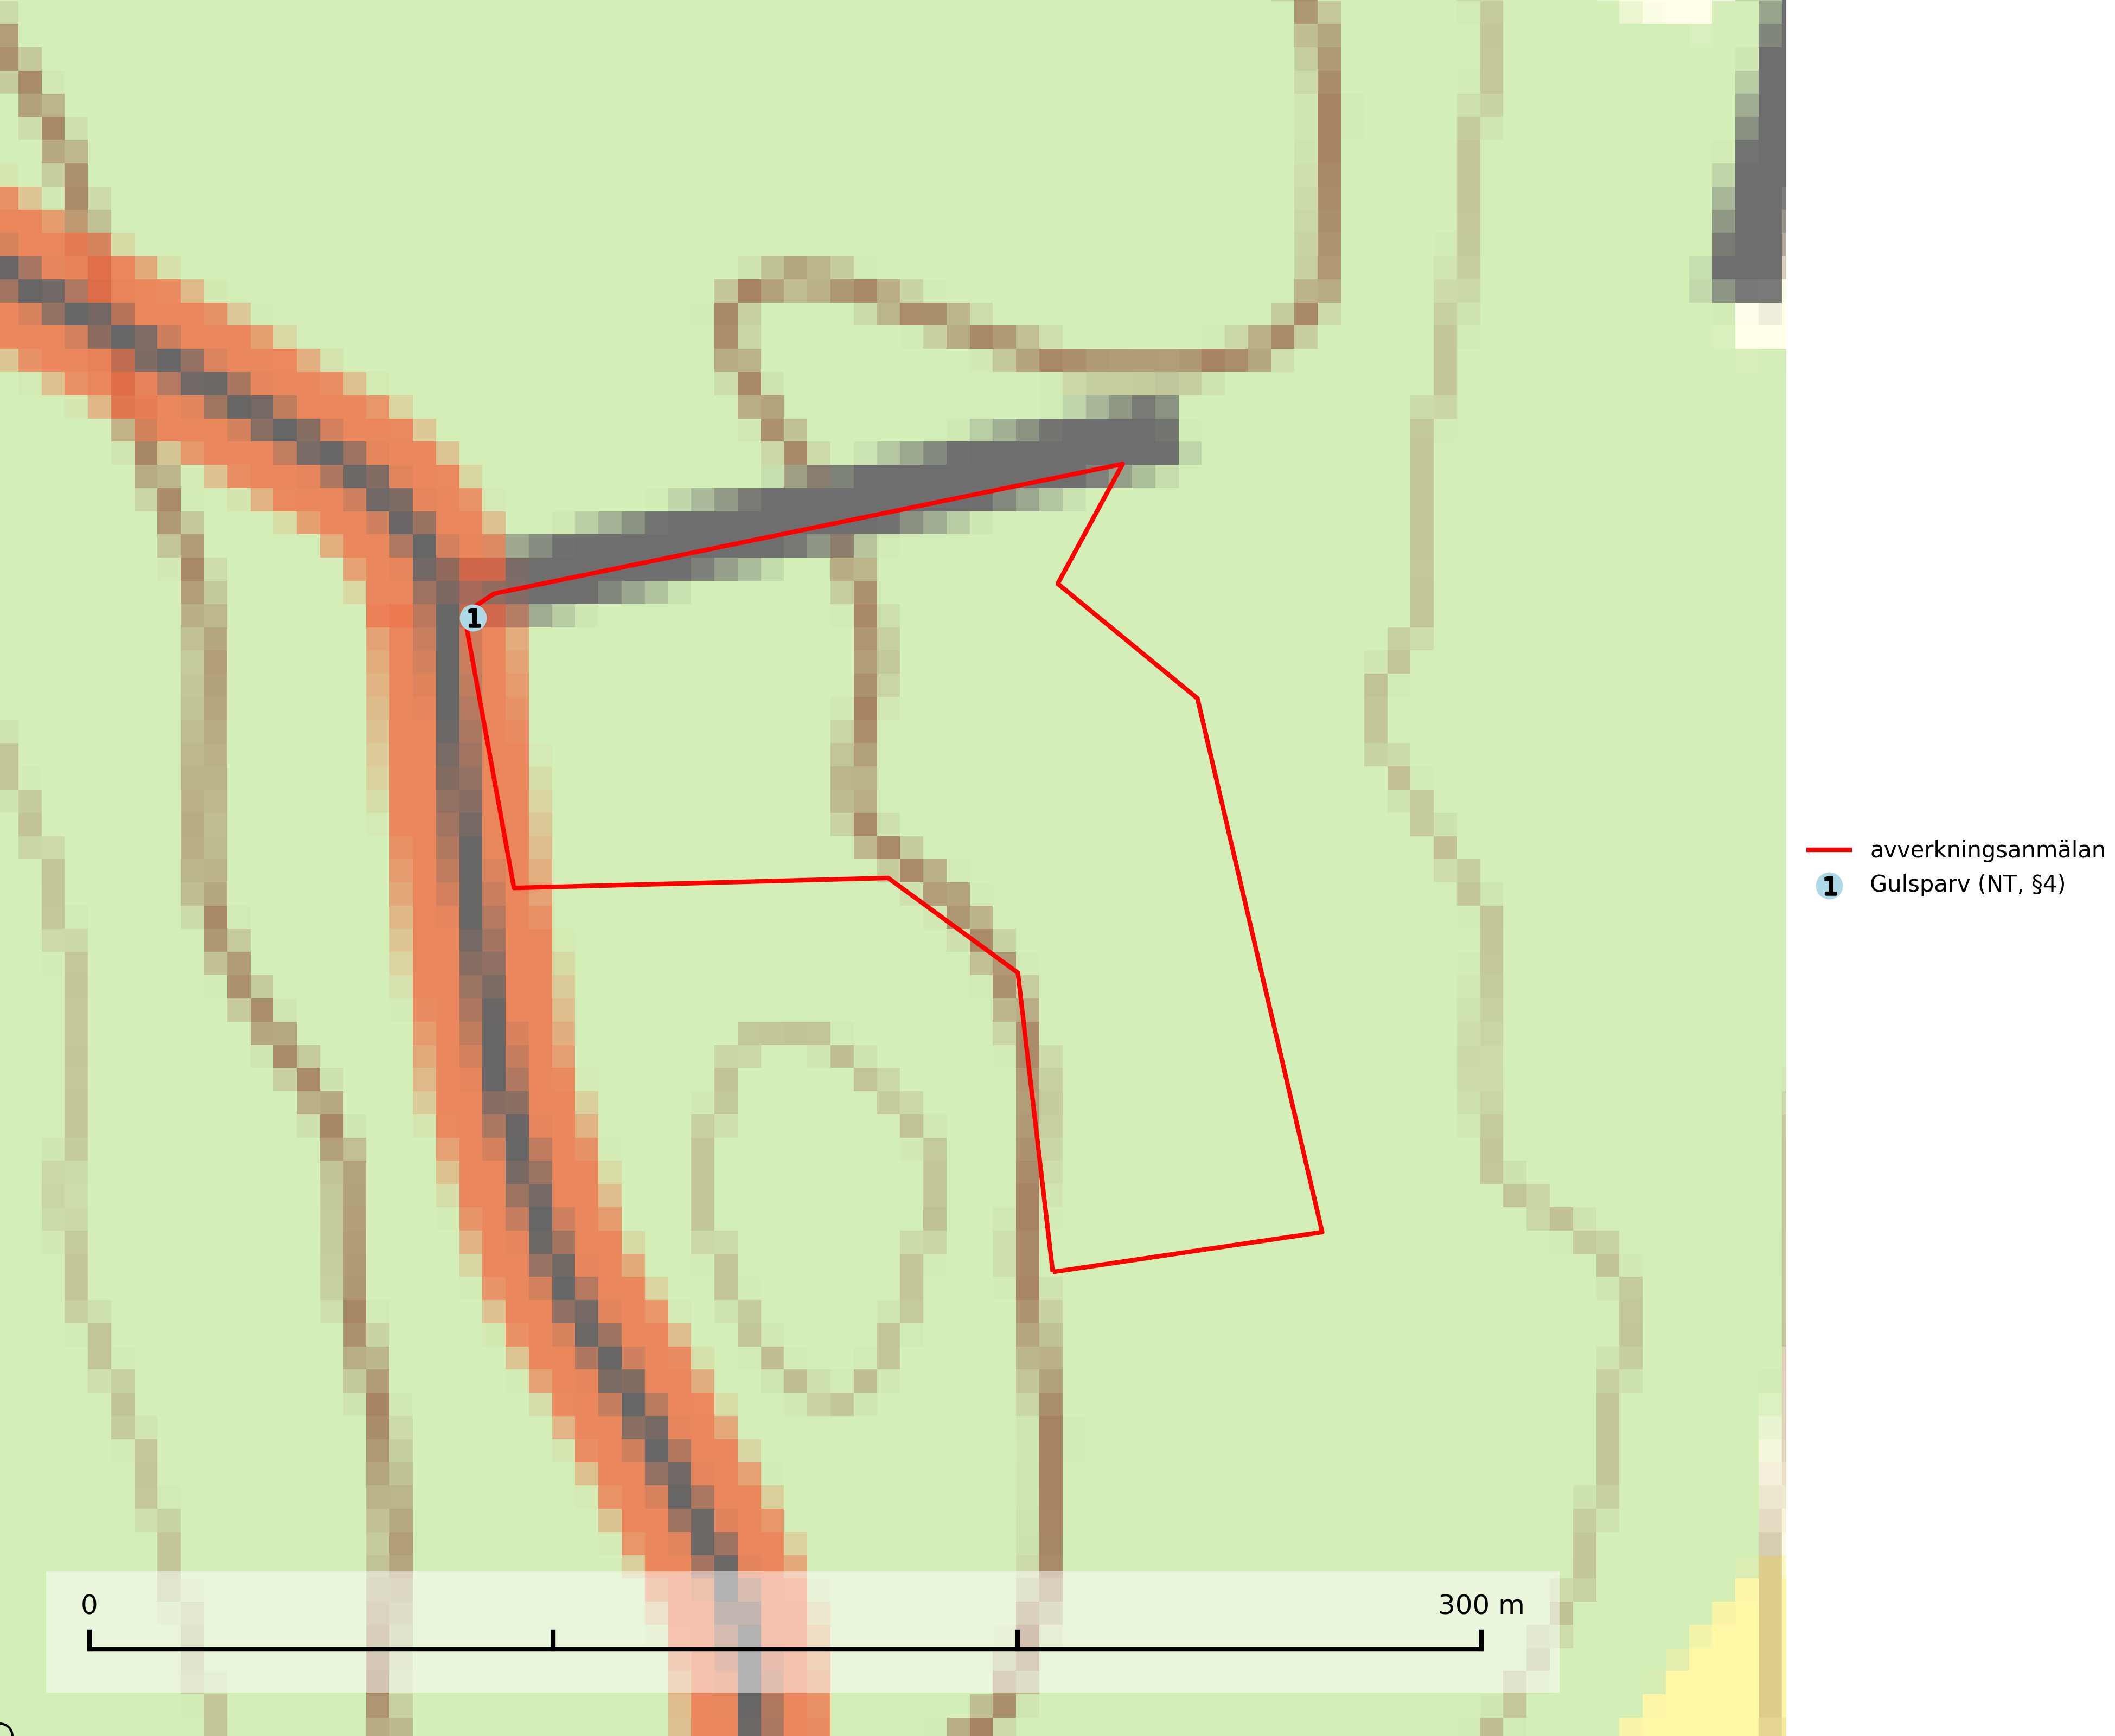 1
avverkningsanmälan
1 Gulsparv (NT, §4)
0 300 m